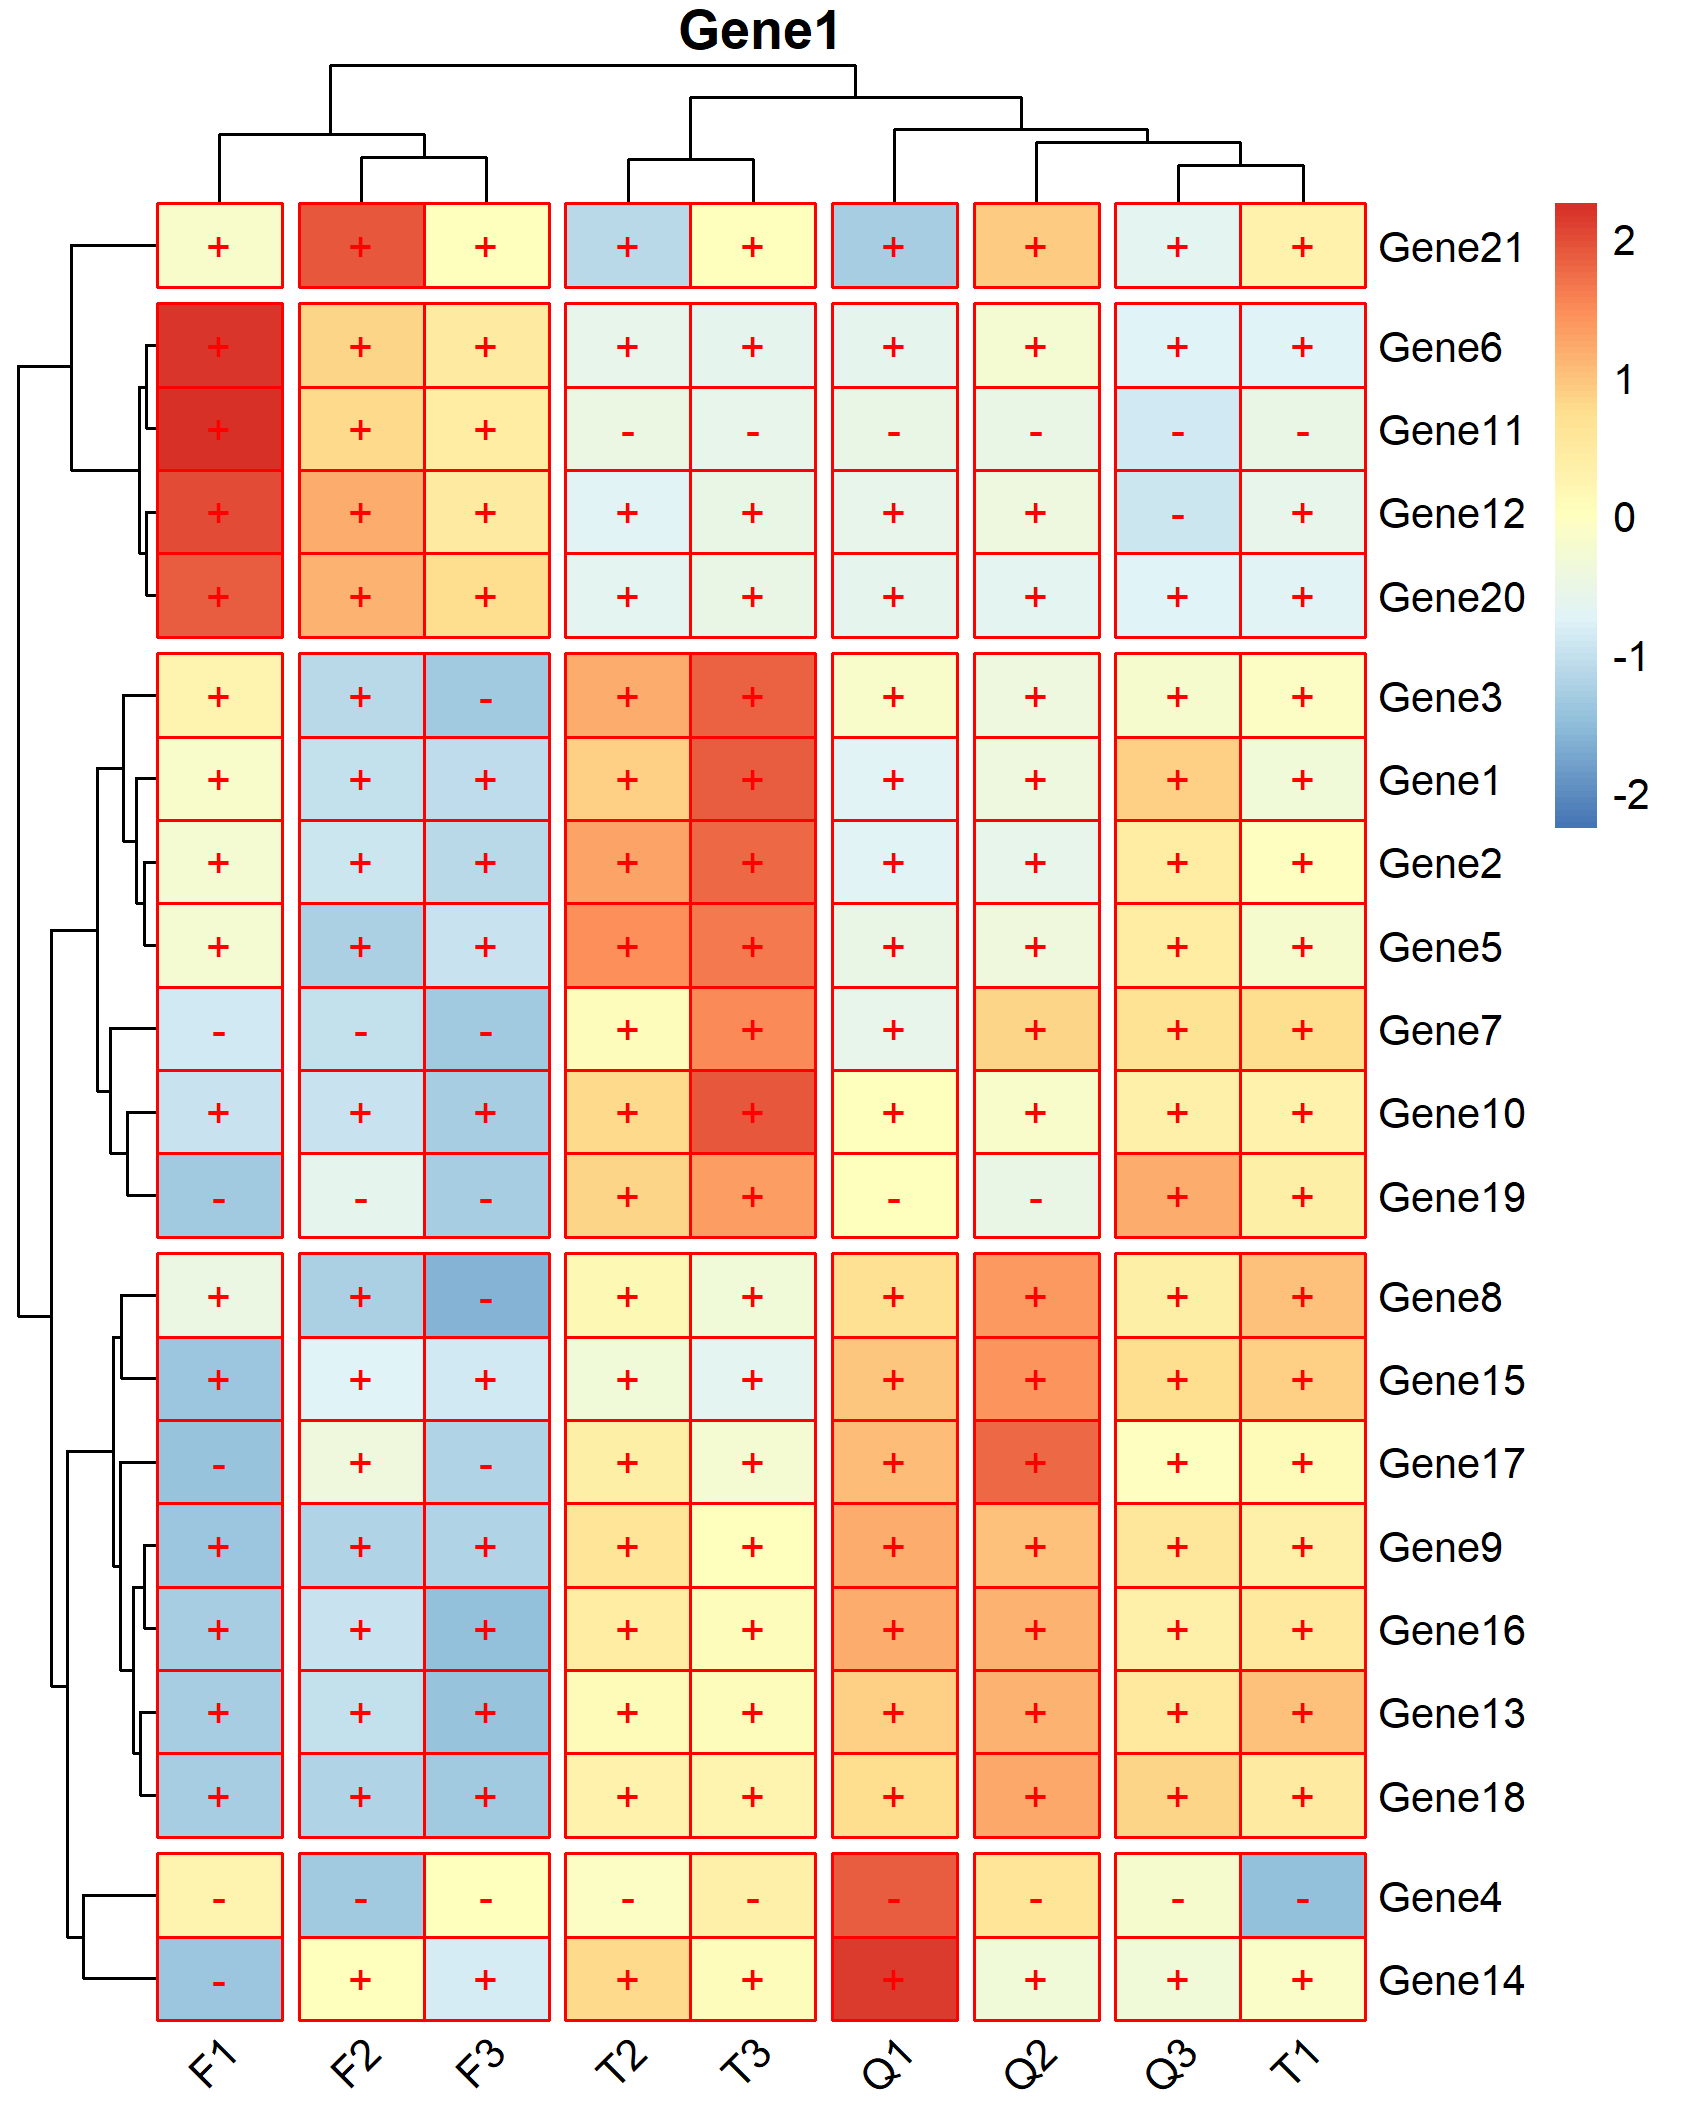 Gene1
+ + + + + + + + + Gene21
+ + + + + + + + + Gene6
+ + + - - - - - - Gene11
+ + + + + + + - + Gene12
+ + + + + + + + + Gene20
+ + - + + + + + + Gene3
+ + + + + + + + + Gene1
+ + + + + + + + + Gene2
+ + + + + + + + + Gene5
- - - + + + + + + Gene7
+ + + + + + + + + Gene10
- - - + + - - + + Gene19
+ + - + + + + + + Gene8
+ + + + + + + + + Gene15
- + - + + + + + + Gene17
+ + + + + + + + + Gene9
+ + + + + + + + + Gene16
+ + + + + + + + + Gene13
+ + + + + + + + + Gene18
- - - - - - - - - Gene4
- + + + + + + + + Gene14
F1 F2 F3 T2 T3 Q1 Q2 Q3 T1
2
1
0
-1
-2